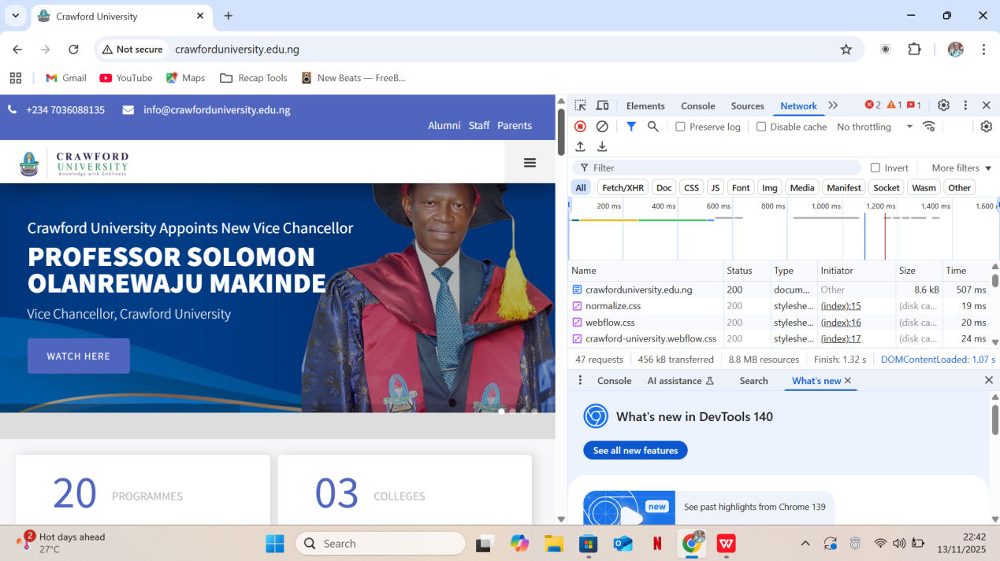 Crawford University
Not secure crawforduniversity.edu.ng
Gmail YouTube Maps Recap Tools New Beats — FreeB...
+234 7036088135 info@crawforduniversity.edu.ng
Alumni Staff Parents
CRAWFORD
UNIVERSITY
Knowledge with Godliness
Crawford University Appoints New Vice Chancellor
PROFESSOR SOLOMON
OLANREWAJU MAKINDE
Vice Chancellor, Crawford University
WATCH HERE
20 PROGRAMMES
03 COLLEGES
Elements Console Sources Network 2 1 1
Preserve log Disable cache No throttling
Filter Invert More filters
All Fetch/XHR Doc CSS JS Font Img Media Manifest Socket Wasm Other
200 ms 400 ms 600 ms 800 ms 1,000 ms 1,200 ms 1,400 ms 1,600
Name Status Type Initiator Size Time
crawforduniversity.edu.ng 200 docum... Other 8.6 kB 507 ms
normalize.css 200 styleshe... (index):15 (disk ca... 19 ms
webflow.css 200 styleshe... (index):16 (disk ca... 20 ms
crawford-university.webflow.css 200 styleshe... (index):17 (disk ca... 24 ms
47 requests 456 kB transferred 8.8 MB resources Finish: 1.32 s DOMContentLoaded: 1.07 s
Console AI assistance Search What's new
What's new in DevTools 140
See all new features
new
See past highlights from Chrome 139
2
Hot days ahead
27°C
Search
N
W
22:42
13/11/2025